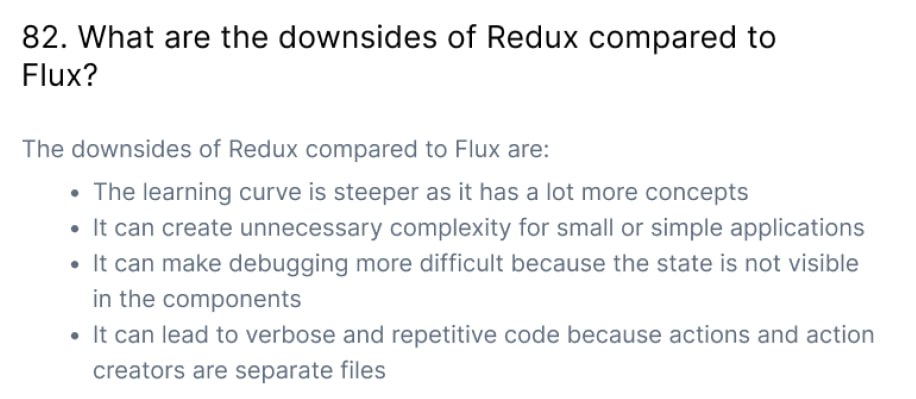 82. What are the downsides of Redux compared to
Flux?
The downsides of Redux compared to Flux are:
• The learning curve is steeper as it has a lot more concepts
• It can create unnecessary complexity for small or simple applications
• It can make debugging more difficult because the state is not visible
in the components
• It can lead to verbose and repetitive code because actions and action
creators are separate files